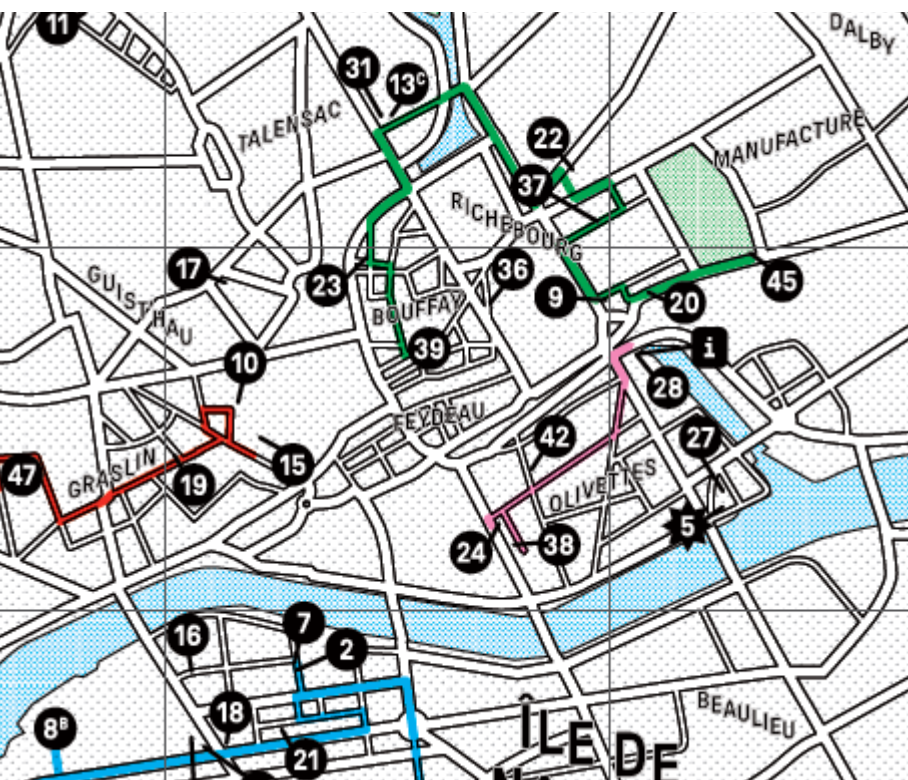 11
DALBY
31
13C
TALENSAC
MANUFACTURE
22
37
RICHEBOURG
17
23
36
45
GUIST'HAU
9
20
BOUFFAY
39
i
10
28
FEYDEAU
42
27
15
GRASLIN
47
19
OLIVETTES
5
24
38
7
16
2
18
BEAULIEU
8B
ÎLE DE
21